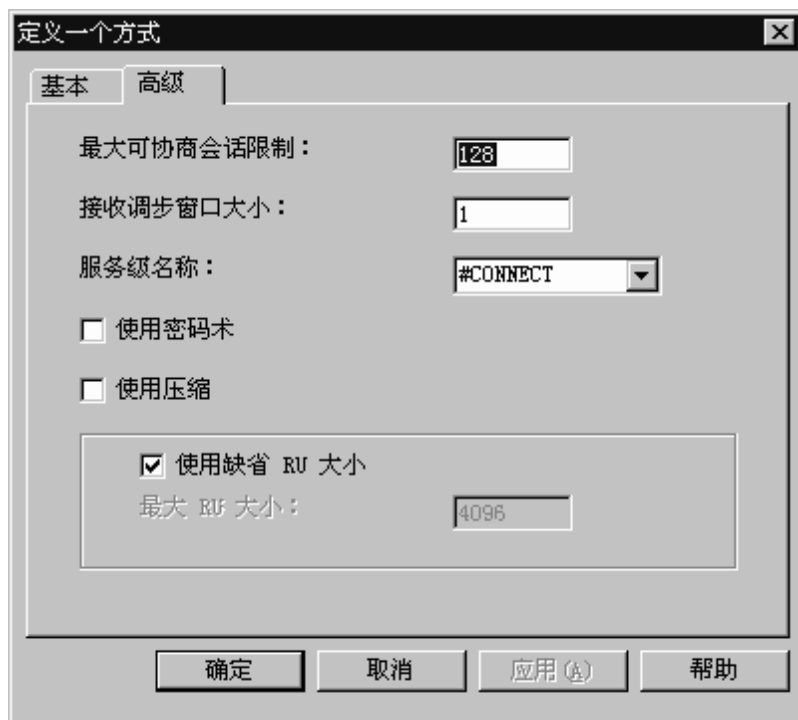 定义一个方式
基本 高级
最大可协商会话限制： 128
接收调步窗口大小： 1
服务级名称： #CONNECT
使用密码术
使用压缩
使用缺省 RU 大小
最大 RU 大小： 4096
确定 取消 应用(A) 帮助